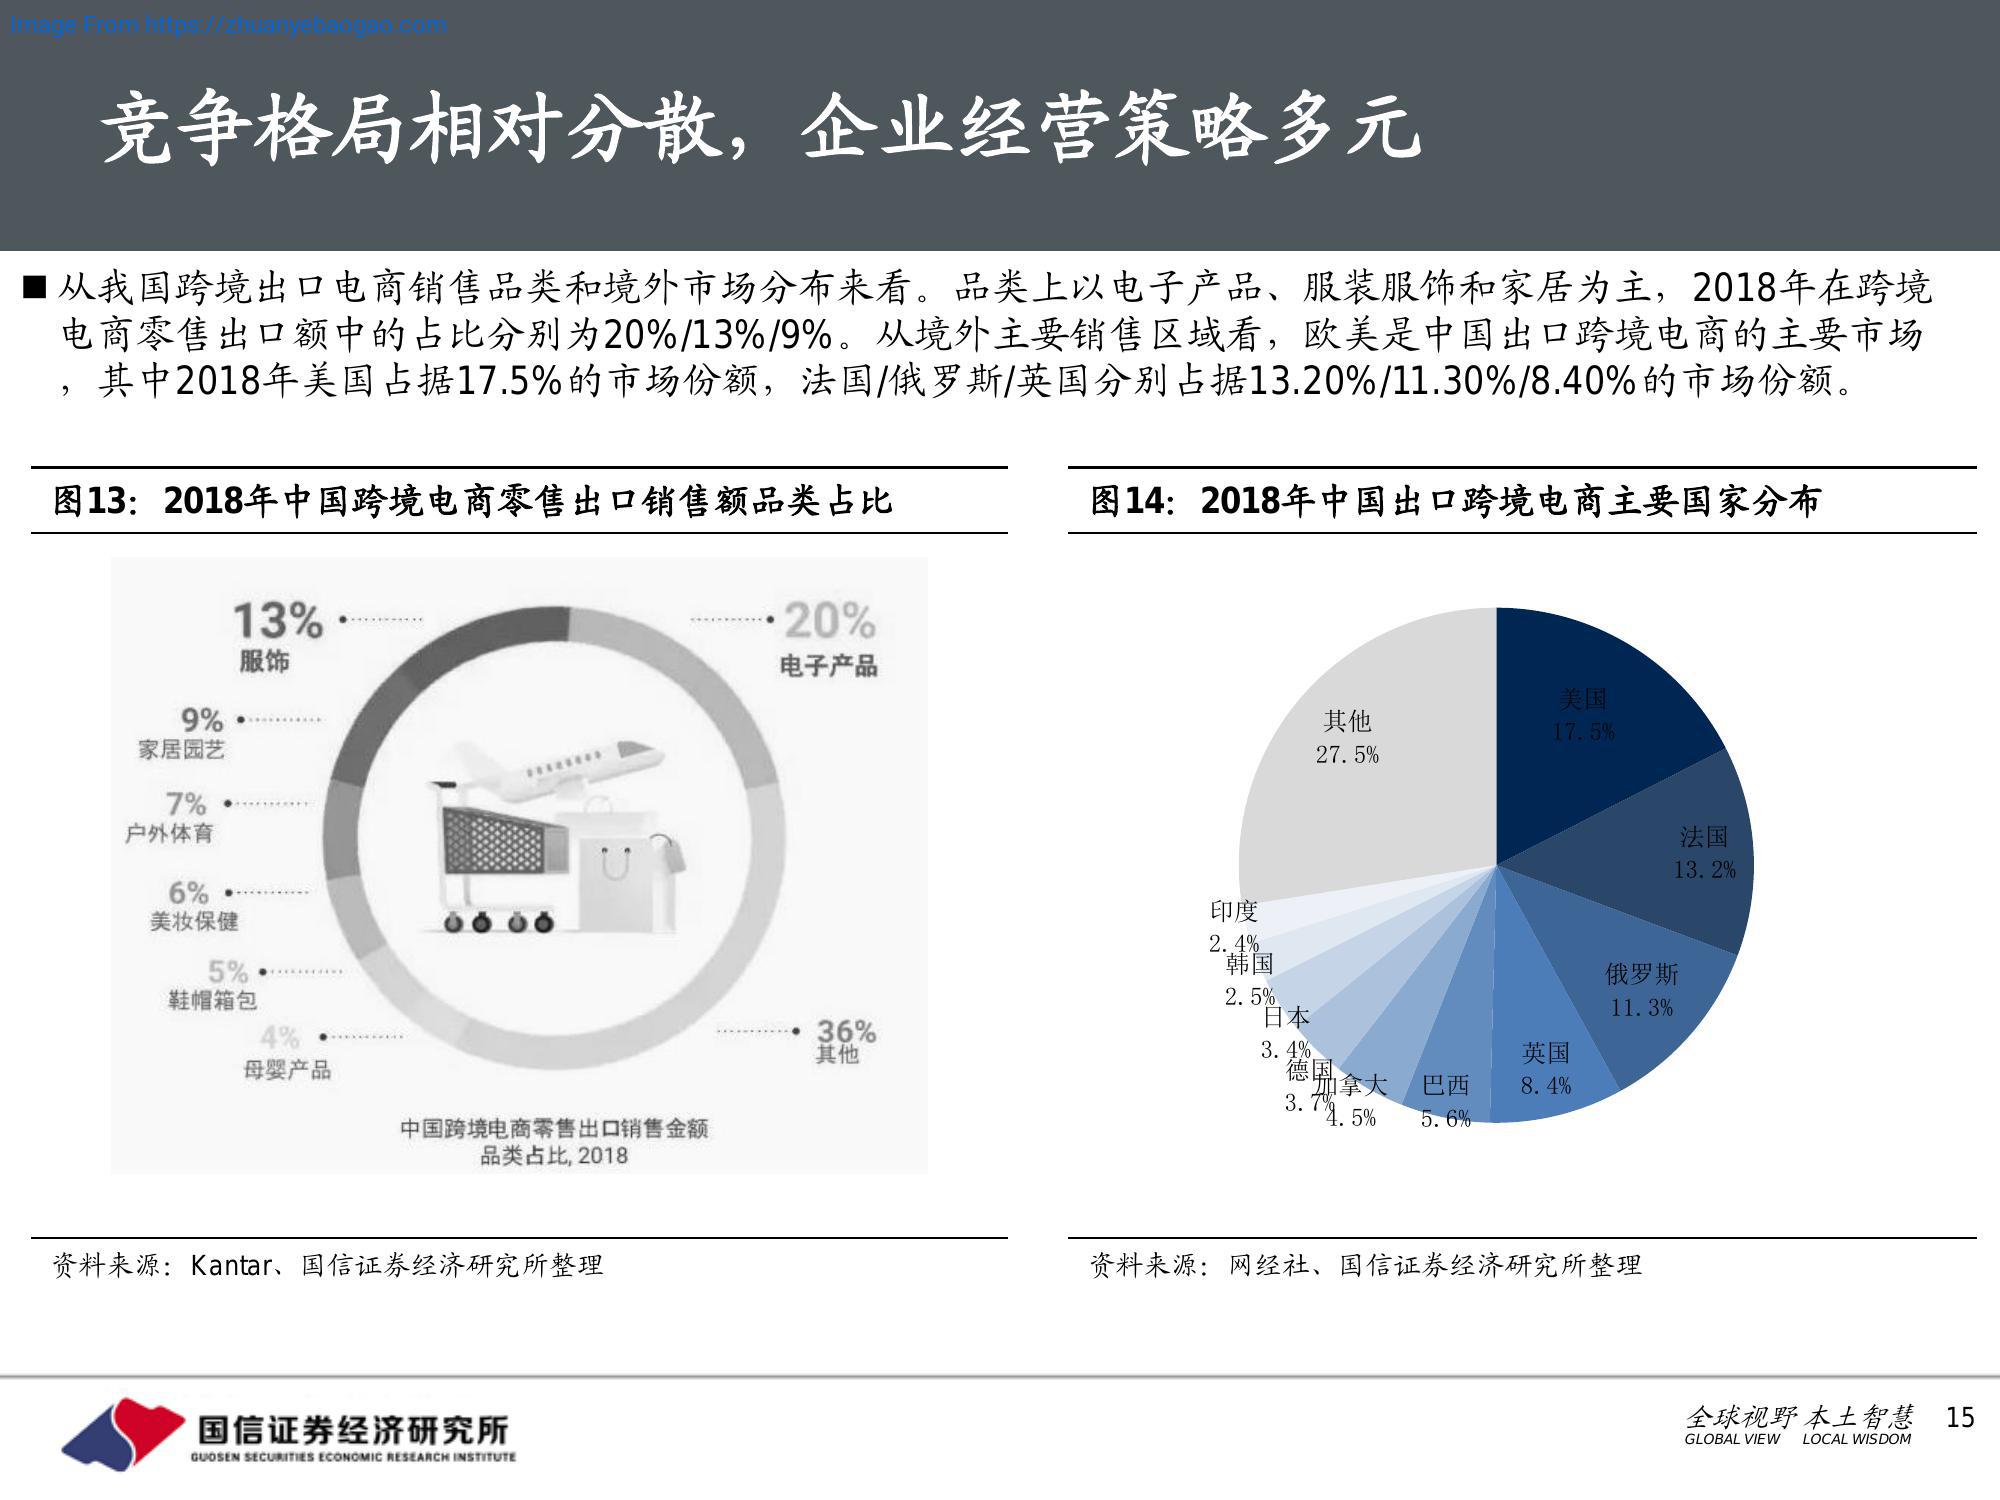 Image From https://zhuanyebaogao.com
竞争格局相对分散，企业经营策略多元
■从我国跨境出口电商销售品类和境外市场分布来看。品类上以电子产品、服装服饰和家居为主，2018年在跨境
电商零售出口额中的占比分别为20%/13%/9%。从境外主要销售区域看，欧美是中国出口跨境电商的主要市场
，其中2018年美国占据17.5%的市场份额，法国/俄罗斯/英国分别占据13.20%/11.30%/8.40%的市场份额。
图13：2018年中国跨境电商零售出口销售额品类占比
13%
服饰
20%
电子产品
9%
家居园艺
7%
户外体育
6%
美妆保健
5%
鞋帽箱包
4%
母婴产品
36%
其他
中国跨境电商零售出口销售金额
品类占比, 2018
资料来源：Kantar、国信证券经济研究所整理
图14：2018年中国出口跨境电商主要国家分布
美国
17.5%
法国
13.2%
俄罗斯
11.3%
英国
8.4%
巴西
5.6%
加拿大
4.5%
德国
3.7%
日本
3.4%
韩国
2.5%
印度
2.4%
其他
27.5%
资料来源：网经社、国信证券经济研究所整理
国信证券经济研究所
GUOSEN SECURITIES ECONOMIC RESEARCH INSTITUTE
全球视野 本土智慧
GLOBAL VIEW LOCAL WISDOM
15